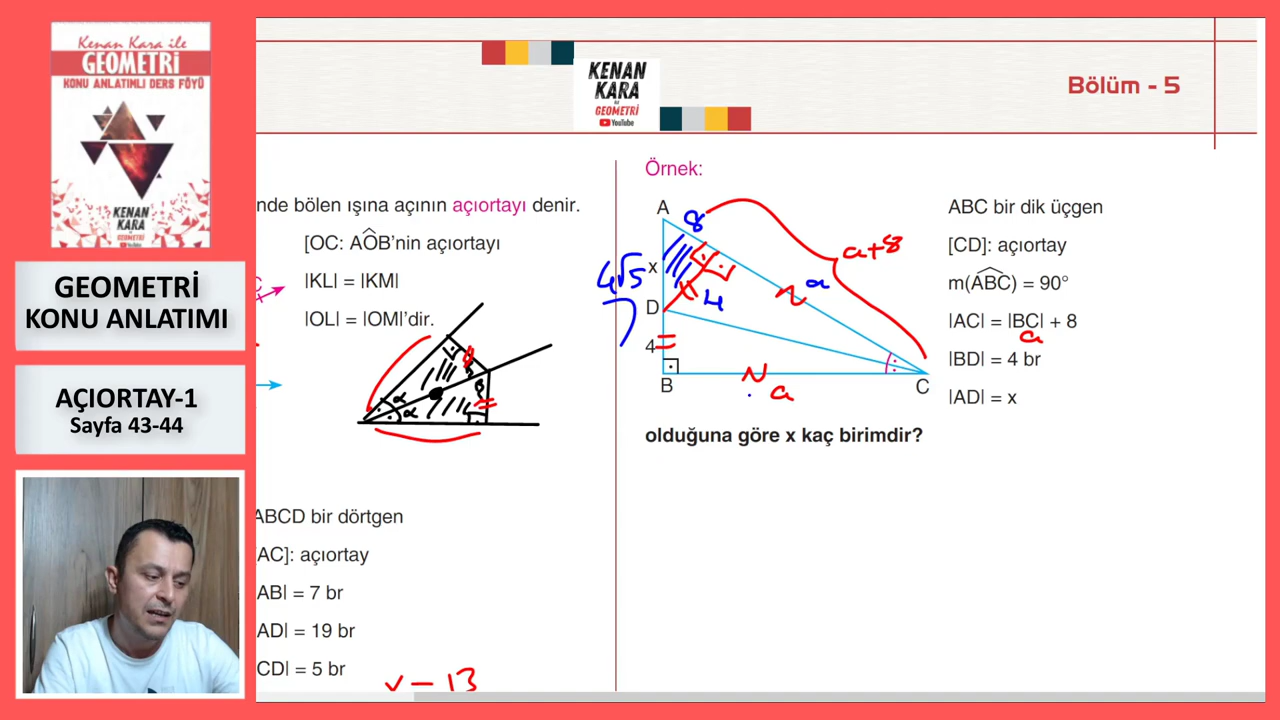 Kenan Kara ile
GEOMETRİ
KONU ANLATIMLI DERS FÖYÜ
KENAN
KARA
ile
GEOMETRİ
YouTube
GEOMETRİ
KONU ANLATIMI
AÇIORTAY-1
Sayfa 43-44
KENAN
KARA
ile
GEOMETRİ
YouTube
Bölüm - 5
nde bölen ışına açının açıortayı denir.
[OC: AOB'nin açıortayı
|KL| = |KM|
|OL| = |OM|'dir.
α
α
β
β
ABCD bir dörtgen
AC]: açıortay
AB| = 7 br
AD| = 19 br
CD| = 5 br
x = 13
Örnek:
A
8
a+8
x
4√5
4
a
D
4
B
a
C
ABC bir dik üçgen
[CD]: açıortay
m(ABC) = 90°
|AC| = |BC| + 8
a
|BD| = 4 br
|AD| = x
olduğuna göre x kaç birimdir?